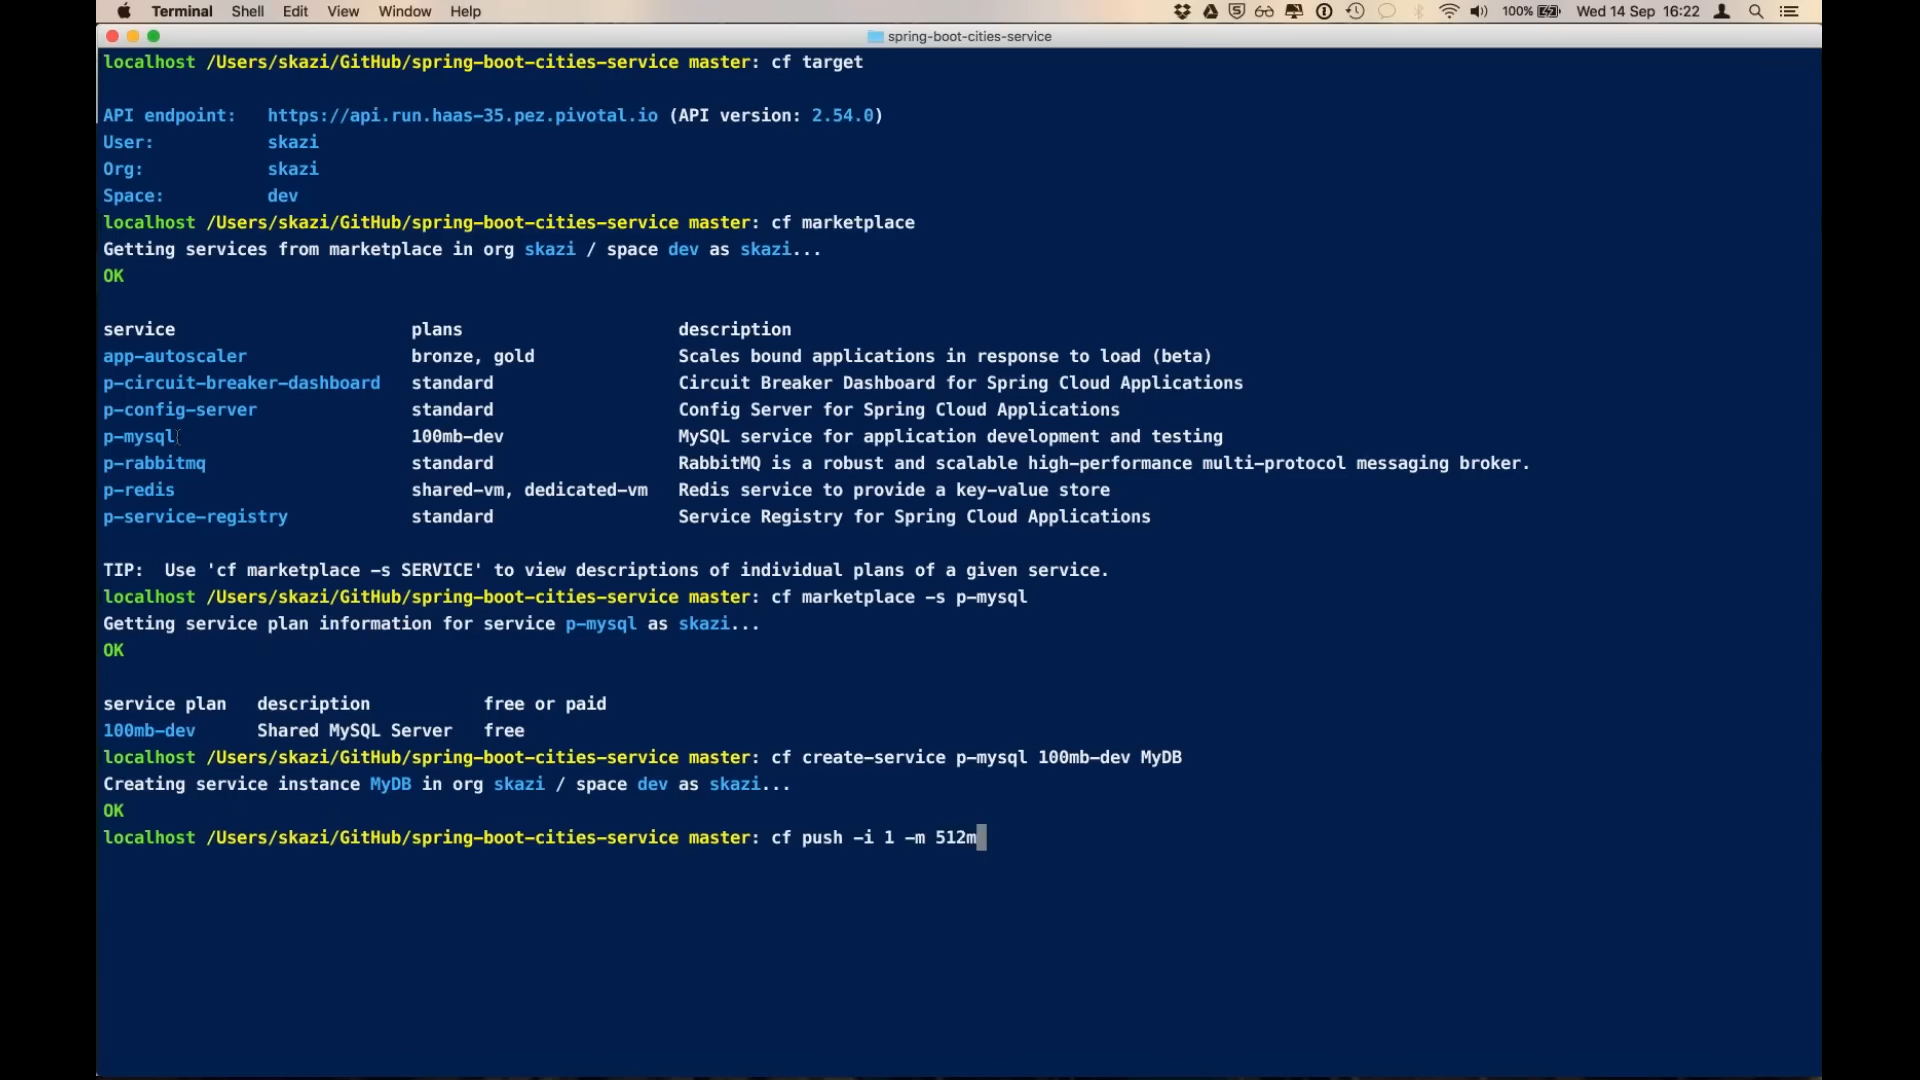 Terminal Shell Edit View Window Help 100% Wed 14 Sep 16:22
spring-boot-cities-service
localhost /Users/skazi/GitHub/spring-boot-cities-service master: cf target
API endpoint: https://api.run.haas-35.pez.pivotal.io (API version: 2.54.0)
User: skazi
Org: skazi
Space: dev
localhost /Users/skazi/GitHub/spring-boot-cities-service master: cf marketplace
Getting services from marketplace in org skazi / space dev as skazi...
OK
service plans description
app-autoscaler bronze, gold Scales bound applications in response to load (beta)
p-circuit-breaker-dashboard standard Circuit Breaker Dashboard for Spring Cloud Applications
p-config-server standard Config Server for Spring Cloud Applications
p-mysql 100mb-dev MySQL service for application development and testing
p-rabbitmq standard RabbitMQ is a robust and scalable high-performance multi-protocol messaging broker.
p-redis shared-vm, dedicated-vm Redis service to provide a key-value store
p-service-registry standard Service Registry for Spring Cloud Applications
TIP: Use 'cf marketplace -s SERVICE' to view descriptions of individual plans of a given service.
localhost /Users/skazi/GitHub/spring-boot-cities-service master: cf marketplace -s p-mysql
Getting service plan information for service p-mysql as skazi...
OK
service plan description free or paid
100mb-dev Shared MySQL Server free
localhost /Users/skazi/GitHub/spring-boot-cities-service master: cf create-service p-mysql 100mb-dev MyDB
Creating service instance MyDB in org skazi / space dev as skazi...
OK
localhost /Users/skazi/GitHub/spring-boot-cities-service master: cf push -i 1 -m 512m